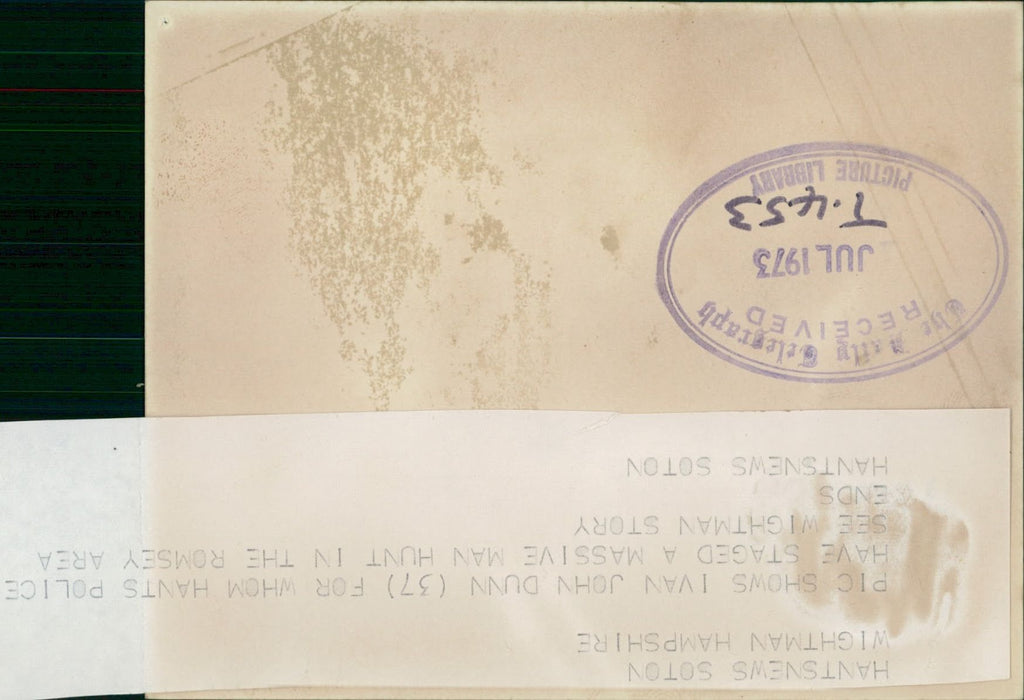 HANTSNEWS SOTON
WIGHTMAN HAMPSHIRE
PIC SHOWS IVAN JOHN DUNN (37) FOR WHOM HANTS POLICE
HAVE STAGED A MASSIVE MAN HUNT IN THE ROMSEY AREA
SEE WIGHTMAN STORY
ENDS
HANTSNEWS SOTON
The Daily Telegraph
RECEIVED
JUL 1973
T.453
PICTURE LIBRARY